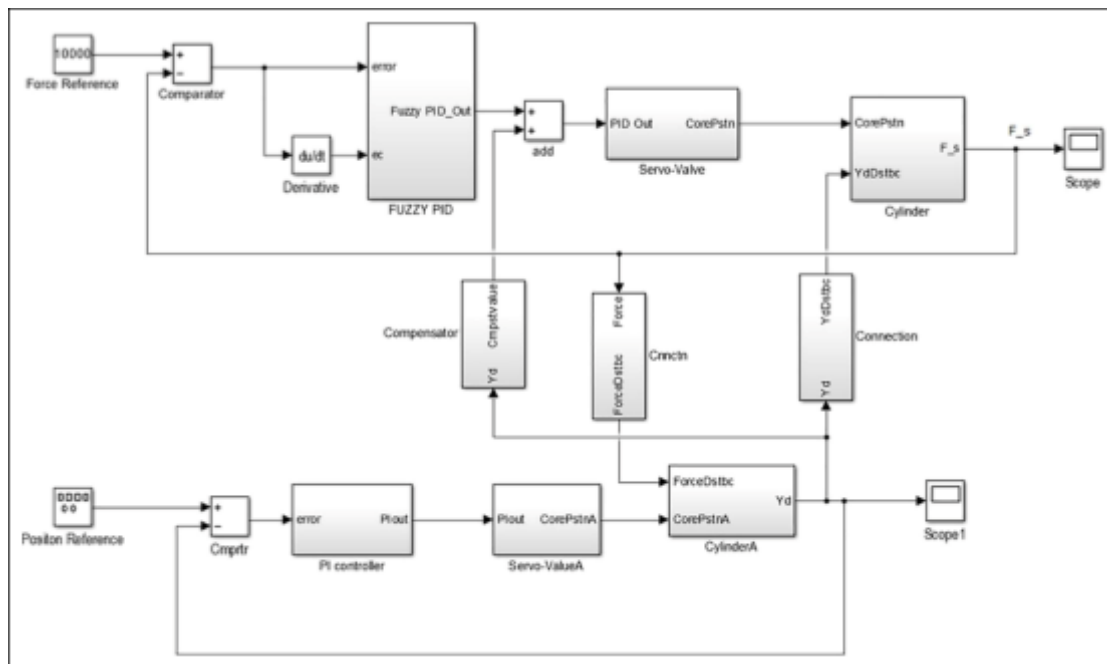 10000
Force Reference
+
−
Comparator
du/dt
Derivative
error
Fuzzy PID_Out
ec
FUZZY PID
+
+
add
PID Out CorePstn
Servo-Valve
CorePstn
F_s
YdDstbc
Cylinder
F_s
Scope
Compensator
Cmpstvalue
Yd
Force
ForceDstbc
Cnnctn
YdDstbc
Yd
Connection
Positon Reference
+
−
Cmprtr
error PIout
PI controller
PIout CorePstnA
Servo-ValueA
ForceDstbc
Yd
CorePstnA
CylinderA
Scope1